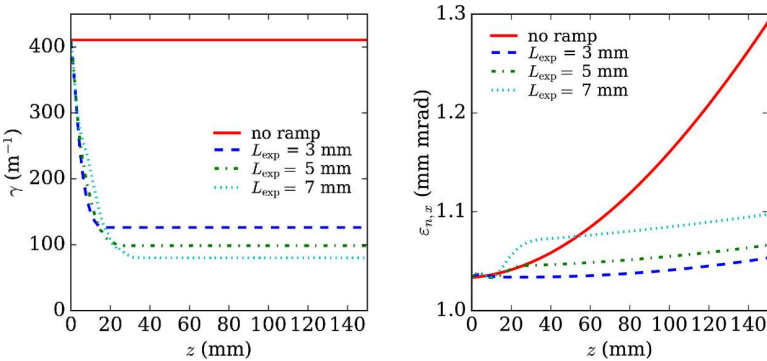 400
300
200
100
0
γ (m⁻¹)
no ramp
L_exp = 3 mm
L_exp = 5 mm
L_exp = 7 mm
0 20 40 60 80 100 120 140
z (mm)
1.3
1.2
1.1
1.0
ε_{n,x} (mm mrad)
no ramp
L_exp = 3 mm
L_exp = 5 mm
L_exp = 7 mm
0 20 40 60 80 100 120 140
z (mm)